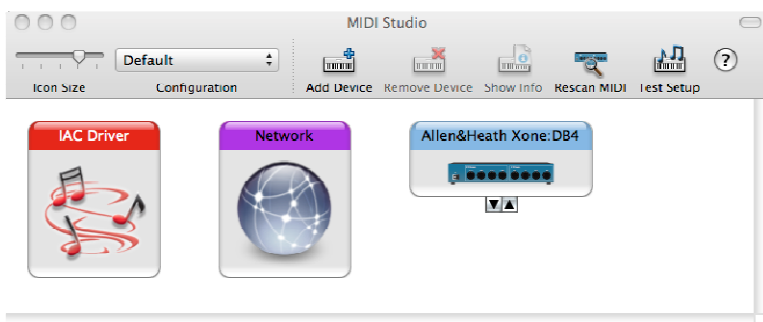 MIDI Studio
Default
Icon Size
Configuration
Add Device
Remove Device
Show Info
Rescan MIDI
Test Setup
?
IAC Driver
Network
Allen&Heath Xone:DB4